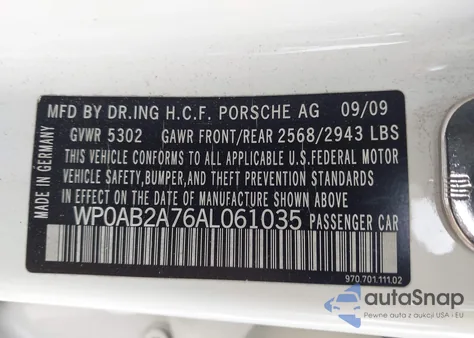 MFD BY DR.ING H.C.F. PORSCHE AG 09/09
GVWR 5302 GAWR FRONT/REAR 2568/2943 LBS
THIS VEHICLE CONFORMS TO ALL APPLICABLE U.S.FEDERAL MOTOR
VEHICLE SAFETY, BUMPER, AND THEFT PREVENTION STANDARDS
IN EFFECT ON THE DATE OF MANUFACTURE SHOWN ABOVE
WP0AB2A76AL061035 PASSENGER CAR
MADE IN GERMANY
970.701.111.02
autoSnap
Pewne auta z aukcji USA - EU